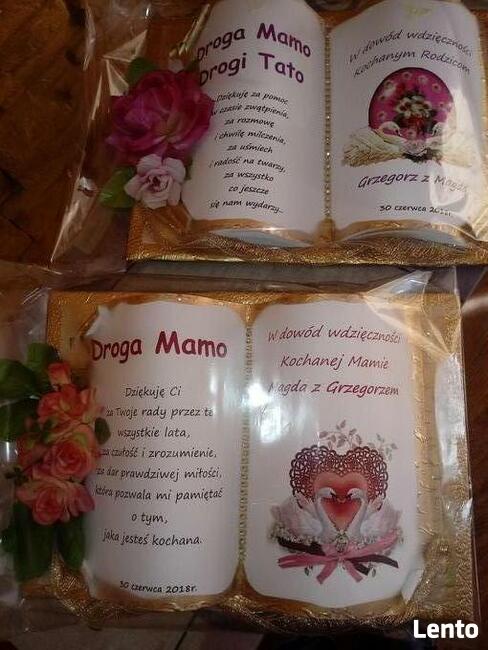 Droga Mamo
Drogi Tato
Dziękuję za pomoc
w czasie zwątpienia,
za rozmowę
i chwilę milczenia,
za uśmiech
i radość na twarzy,
za wszystko
co jeszcze
się nam wydarzy...
W dowód wdzięczności
Kochanym Rodzicom
Grzegorz z Magdą
30 czerwca 2018r.
Droga Mamo
Dziękuję Ci
za Twoje rady przez te
wszystkie lata,
za czułość i zrozumienie,
za dar prawdziwej miłości,
która pozwala mi pamiętać
o tym,
jaka jesteś kochana.
30 czerwca 2018r.
W dowód wdzięczności
Kochanej Mamie
Magda z Grzegorzem
Lento